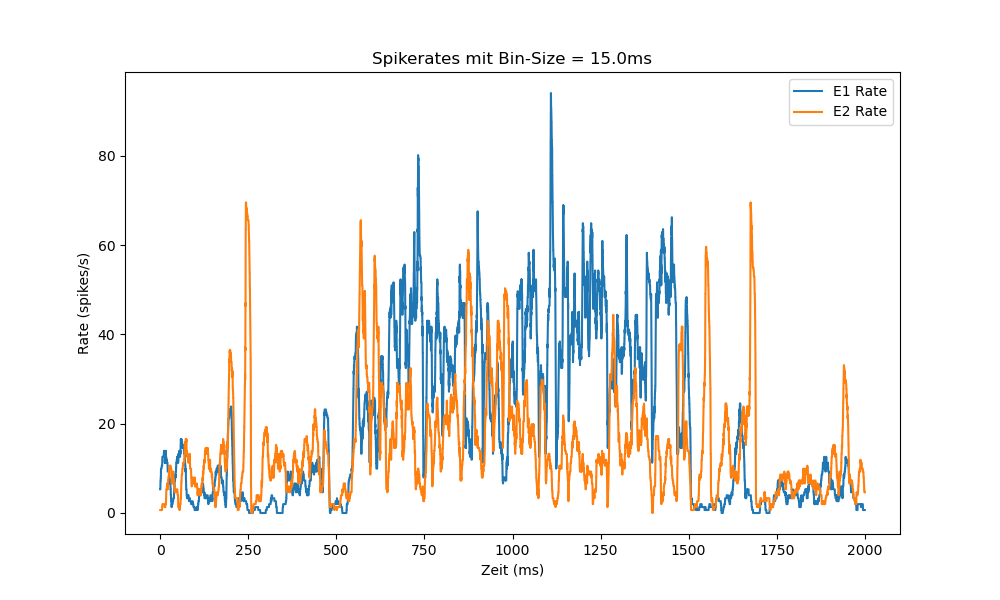 Spikerates mit Bin-Size = 15.0ms
E1 Rate
E2 Rate
Rate (spikes/s)
80
60
40
20
0
0 250 500 750 1000 1250 1500 1750 2000
Zeit (ms)